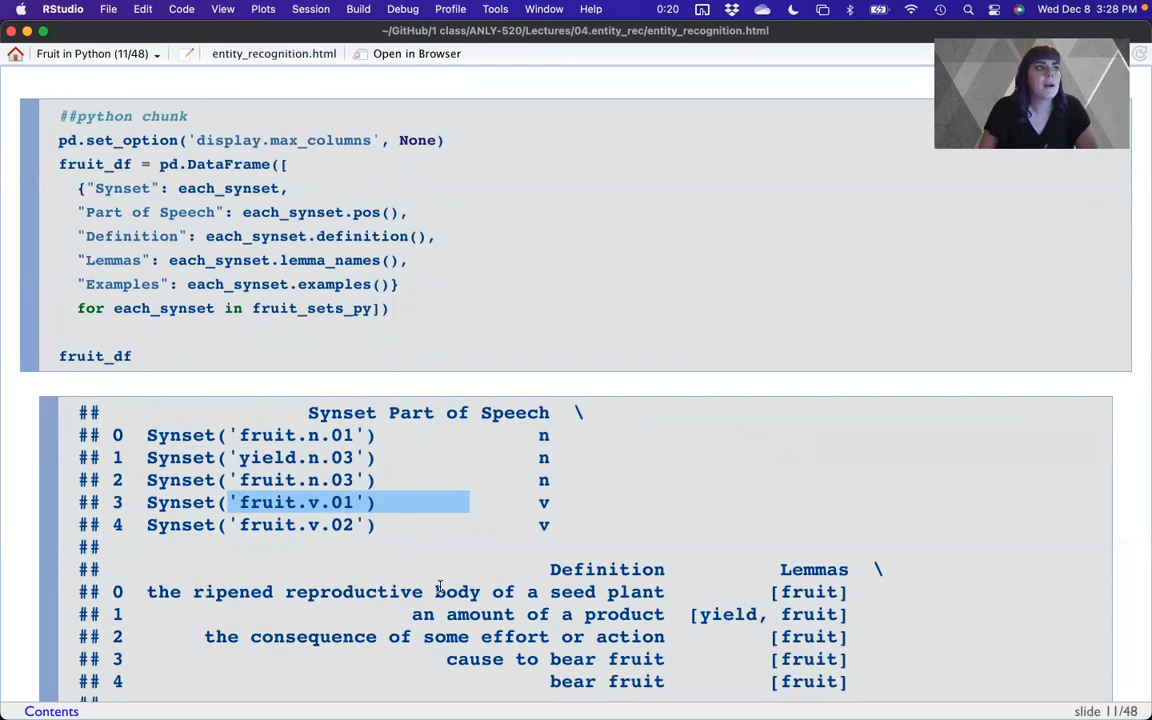 RStudio File Edit Code View Plots Session Build Debug Profile Tools Window Help 0:20 Wed Dec 8 3:28 PM
~/GitHub/1 class/ANLY-520/Lectures/04.entity_rec/entity_recognition.html
Fruit in Python (11/48) entity_recognition.html Open in Browser
##python chunk
pd.set_option('display.max_columns', None)
fruit_df = pd.DataFrame([
{"Synset": each_synset,
"Part of Speech": each_synset.pos(),
"Definition": each_synset.definition(),
"Lemmas": each_synset.lemma_names(),
"Examples": each_synset.examples()}
for each_synset in fruit_sets_py])
fruit_df
## Synset Part of Speech \
## 0 Synset('fruit.n.01') n
## 1 Synset('yield.n.03') n
## 2 Synset('fruit.n.03') n
## 3 Synset('fruit.v.01') v
## 4 Synset('fruit.v.02') v
##
## Definition Lemmas \
## 0 the ripened reproductive body of a seed plant [fruit]
## 1 an amount of a product [yield, fruit]
## 2 the consequence of some effort or action [fruit]
## 3 cause to bear fruit [fruit]
## 4 bear fruit [fruit]
##
Contents slide 11/48